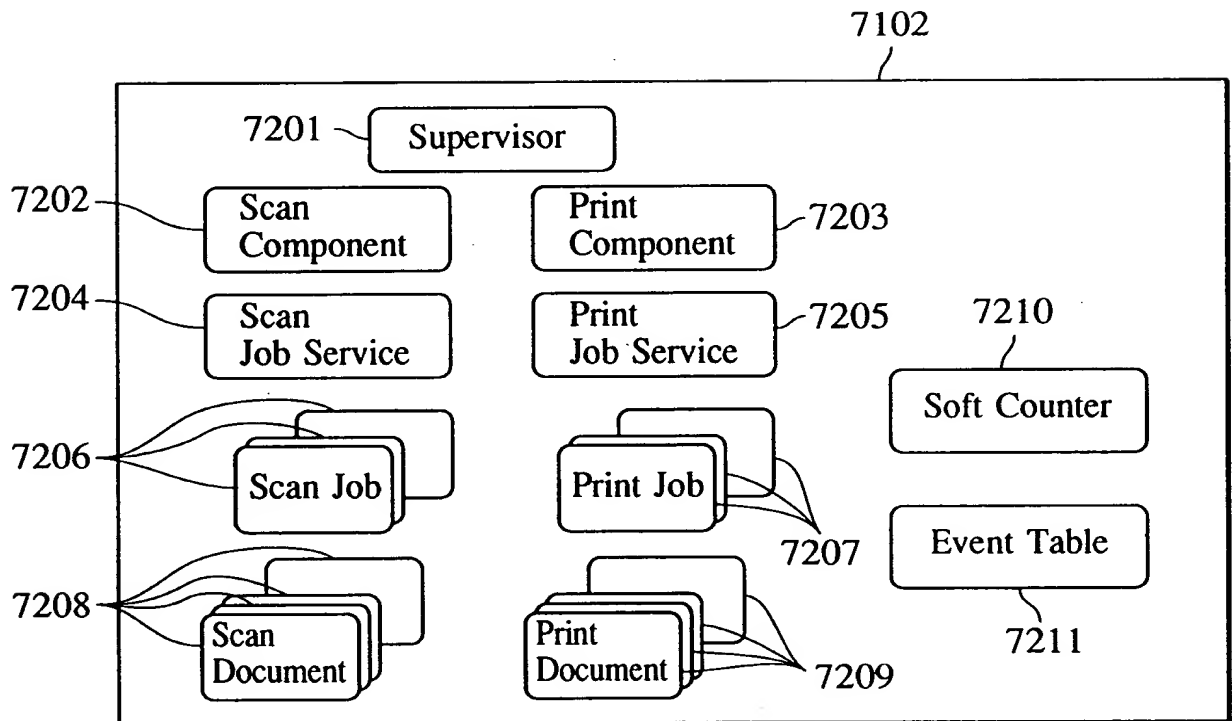 7102
7201
Supervisor
7202
Scan
Component
Print
Component
7203
7204
Scan
Job Service
Print
Job Service
7205
7210
Soft Counter
7206
Scan Job
Print Job
7207
Event Table
7211
7208
Scan
Document
Print
Document
7209